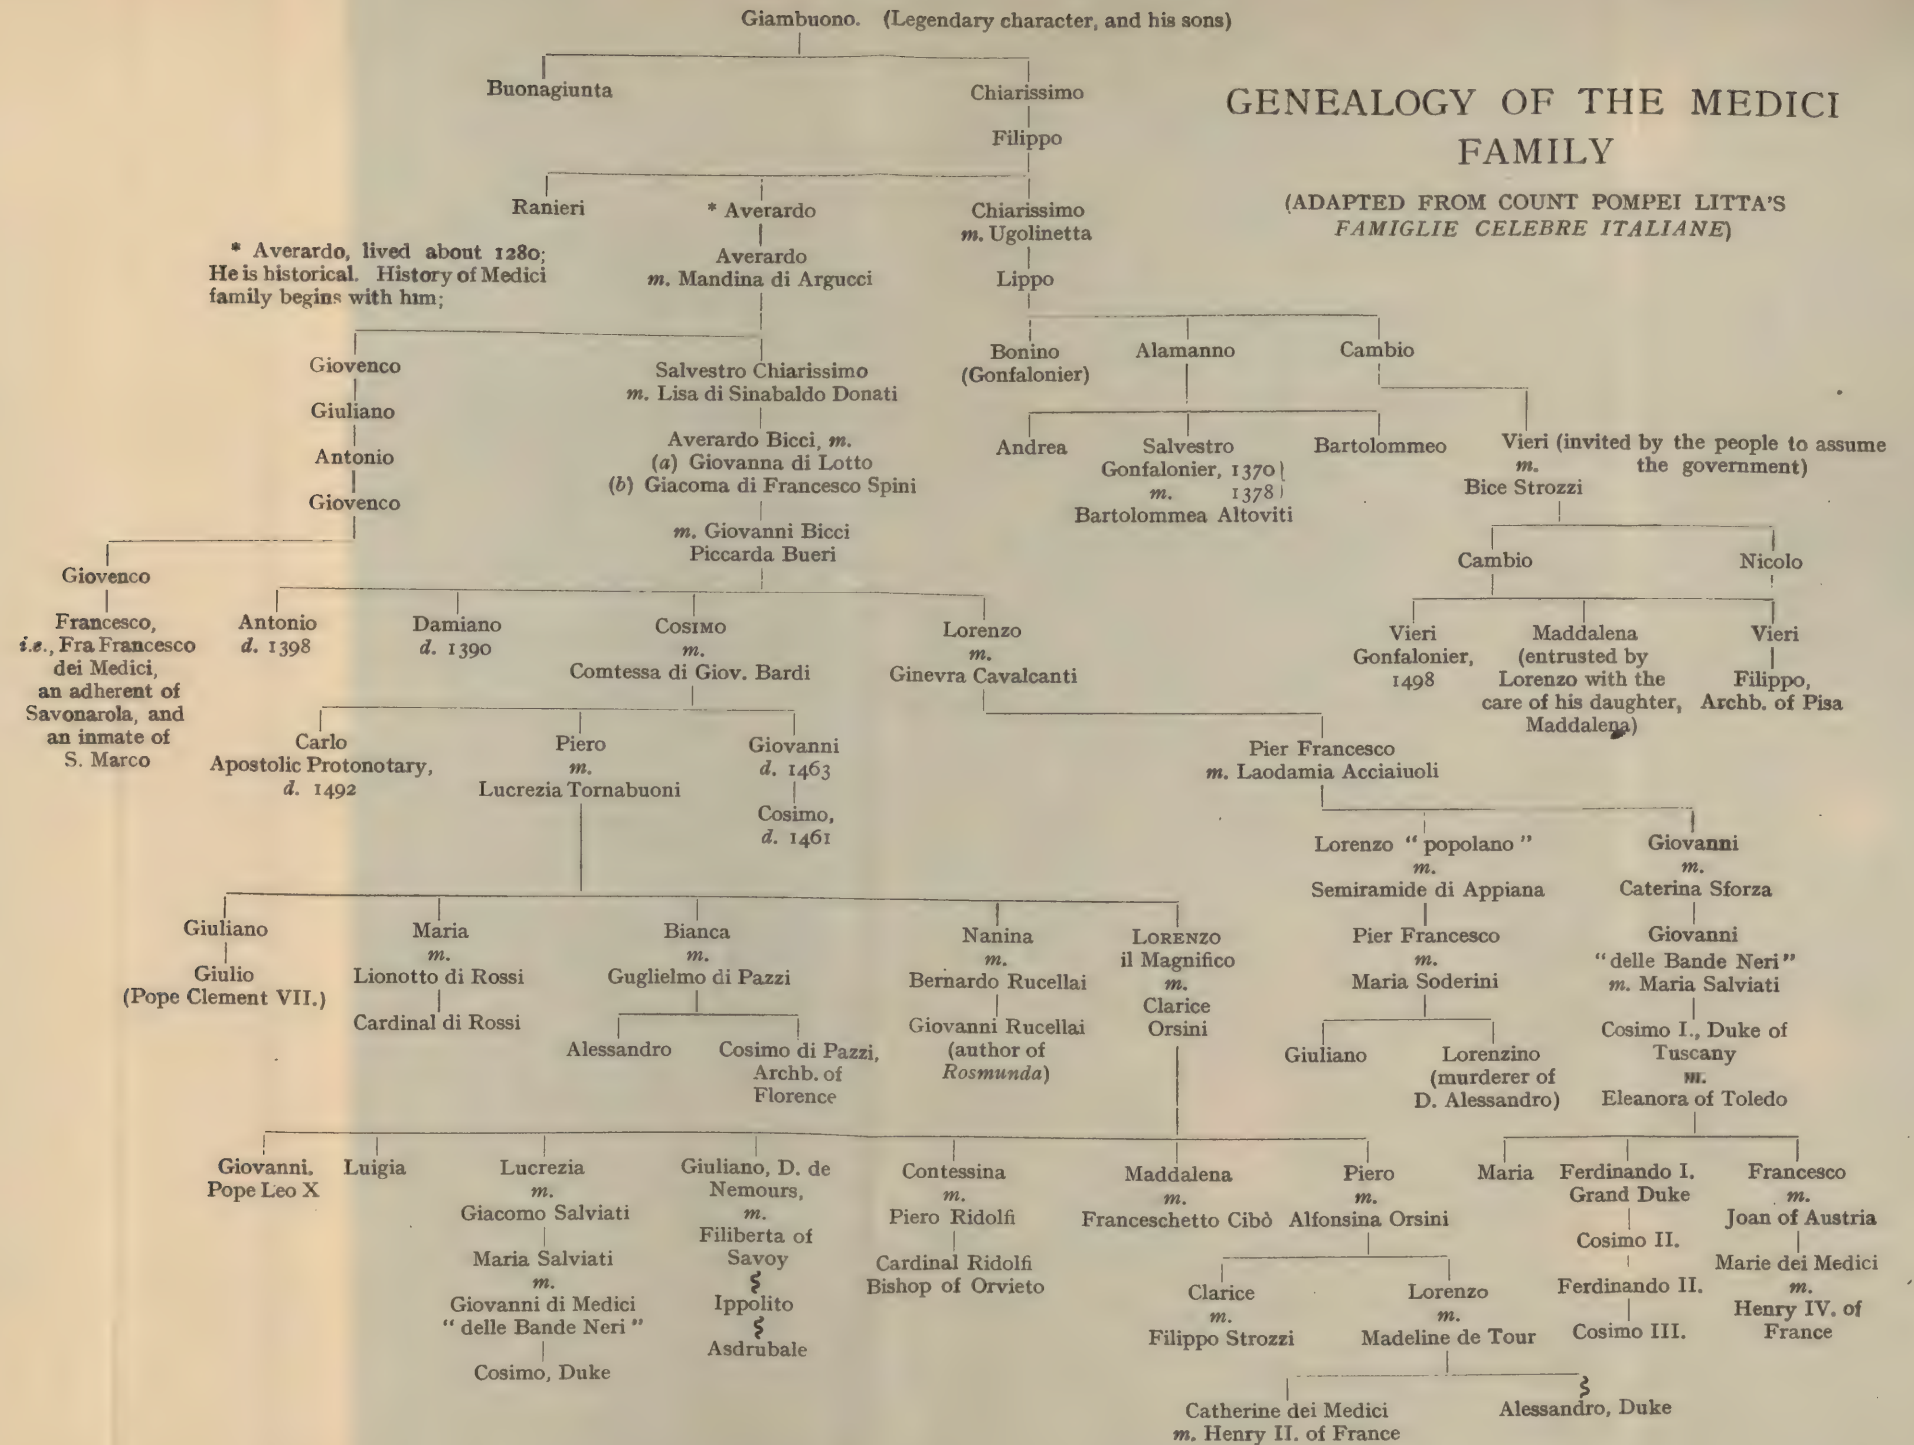 Giambuono. (Legendary character, and his sons)
Buonagiunta
Chiarissimo
GENEALOGY OF THE MEDICI
FAMILY
(ADAPTED FROM COUNT POMPEI LITTA'S
FAMIGLIE CELEBRE ITALIANE)
Filippo
Ranieri
* Averardo
Chiarissimo
m. Ugolinetta
* Averardo, lived about 1280;
He is historical. History of Medici
family begins with him;
Averardo
m. Mandina di Argucci
Lippo
Giovenco
Salvestro Chiarissimo
m. Lisa di Sinabaldo Donati
Bonino
(Gonfalonier)
Alamanno
Cambio
Giuliano
Antonio
Giovenco
Averardo Bicci, m.
(a) Giovanna di Lotto
(b) Giacoma di Francesco Spini
Andrea
Salvestro
Gonfalonier, 1370}
m. 1378}
Bartolommea Altoviti
Bartolommeo
Vieri (invited by the people to assume
m. the government)
Bice Strozzi
m. Giovanni Bicci
Piccarda Bueri
Giovenco
Cambio
Nicolo
Francesco,
i.e., Fra Francesco
dei Medici,
an adherent of
Savonarola, and
an inmate of
S. Marco
Antonio
d. 1398
Damiano
d. 1390
COSIMO
m.
Comtessa di Giov. Bardi
Lorenzo
m.
Ginevra Cavalcanti
Vieri
Gonfalonier,
1498
Maddalena
(entrusted by
Lorenzo with the
care of his daughter,
Maddalena)
Vieri
Filippo,
Archb. of Pisa
Carlo
Apostolic Protonotary,
d. 1492
Piero
m.
Lucrezia Tornabuoni
Giovanni
d. 1463
Cosimo,
d. 1461
Pier Francesco
m. Laodamia Acciaiuoli
Lorenzo "popolano"
m.
Semiramide di Appiana
Giovanni
m.
Caterina Sforza
Giuliano
Giulio
(Pope Clement VII.)
Maria
m.
Lionotto di Rossi
Cardinal di Rossi
Bianca
m.
Guglielmo di Pazzi
Alessandro
Cosimo di Pazzi,
Archb. of
Florence
Nanina
m.
Bernardo Rucellai
Giovanni Rucellai
(author of
Rosmunda)
LORENZO
il Magnifico
m.
Clarice
Orsini
Pier Francesco
m.
Maria Soderini
Giuliano
Lorenzino
(murderer of
D. Alessandro)
Giovanni
"delle Bande Neri"
m. Maria Salviati
Cosimo I., Duke of
Tuscany
m.
Eleanora of Toledo
Giovanni.
Pope Leo X
Luigia
Lucrezia
m.
Giacomo Salviati
Maria Salviati
m.
Giovanni di Medici
"delle Bande Neri"
Cosimo, Duke
Giuliano, D. de
Nemours,
m.
Filiberta of
Savoy
Ippolito
Asdrubale
Contessina
m.
Piero Ridolfi
Cardinal Ridolfi
Bishop of Orvieto
Maddalena
m.
Franceschetto Cibò
Piero
m.
Alfonsina Orsini
Clarice
m.
Filippo Strozzi
Lorenzo
m.
Madeline de Tour
Catherine dei Medici
m. Henry II. of France
Alessandro, Duke
Maria
Ferdinando I.
Grand Duke
Cosimo II.
Ferdinando II.
Cosimo III.
Francesco
m.
Joan of Austria
Marie dei Medici
m.
Henry IV. of
France